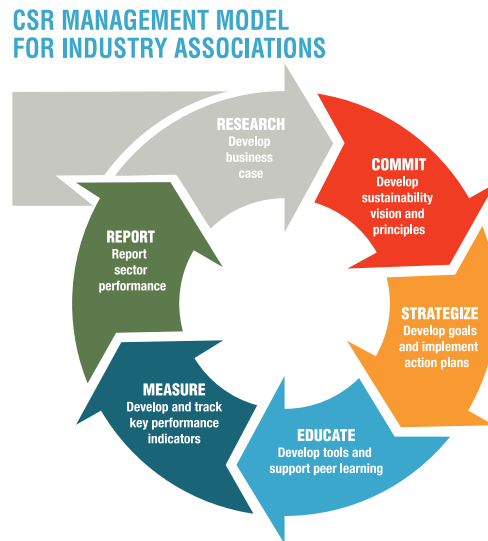 CSR MANAGEMENT MODEL
FOR INDUSTRY ASSOCIATIONS
RESEARCH
Develop
business
case
COMMIT
Develop
sustainability
vision and
principles
STRATEGIZE
Develop goals
and implement
action plans
EDUCATE
Develop tools and
support peer learning
MEASURE
Develop and track
key performance
indicators
REPORT
Report
sector
performance